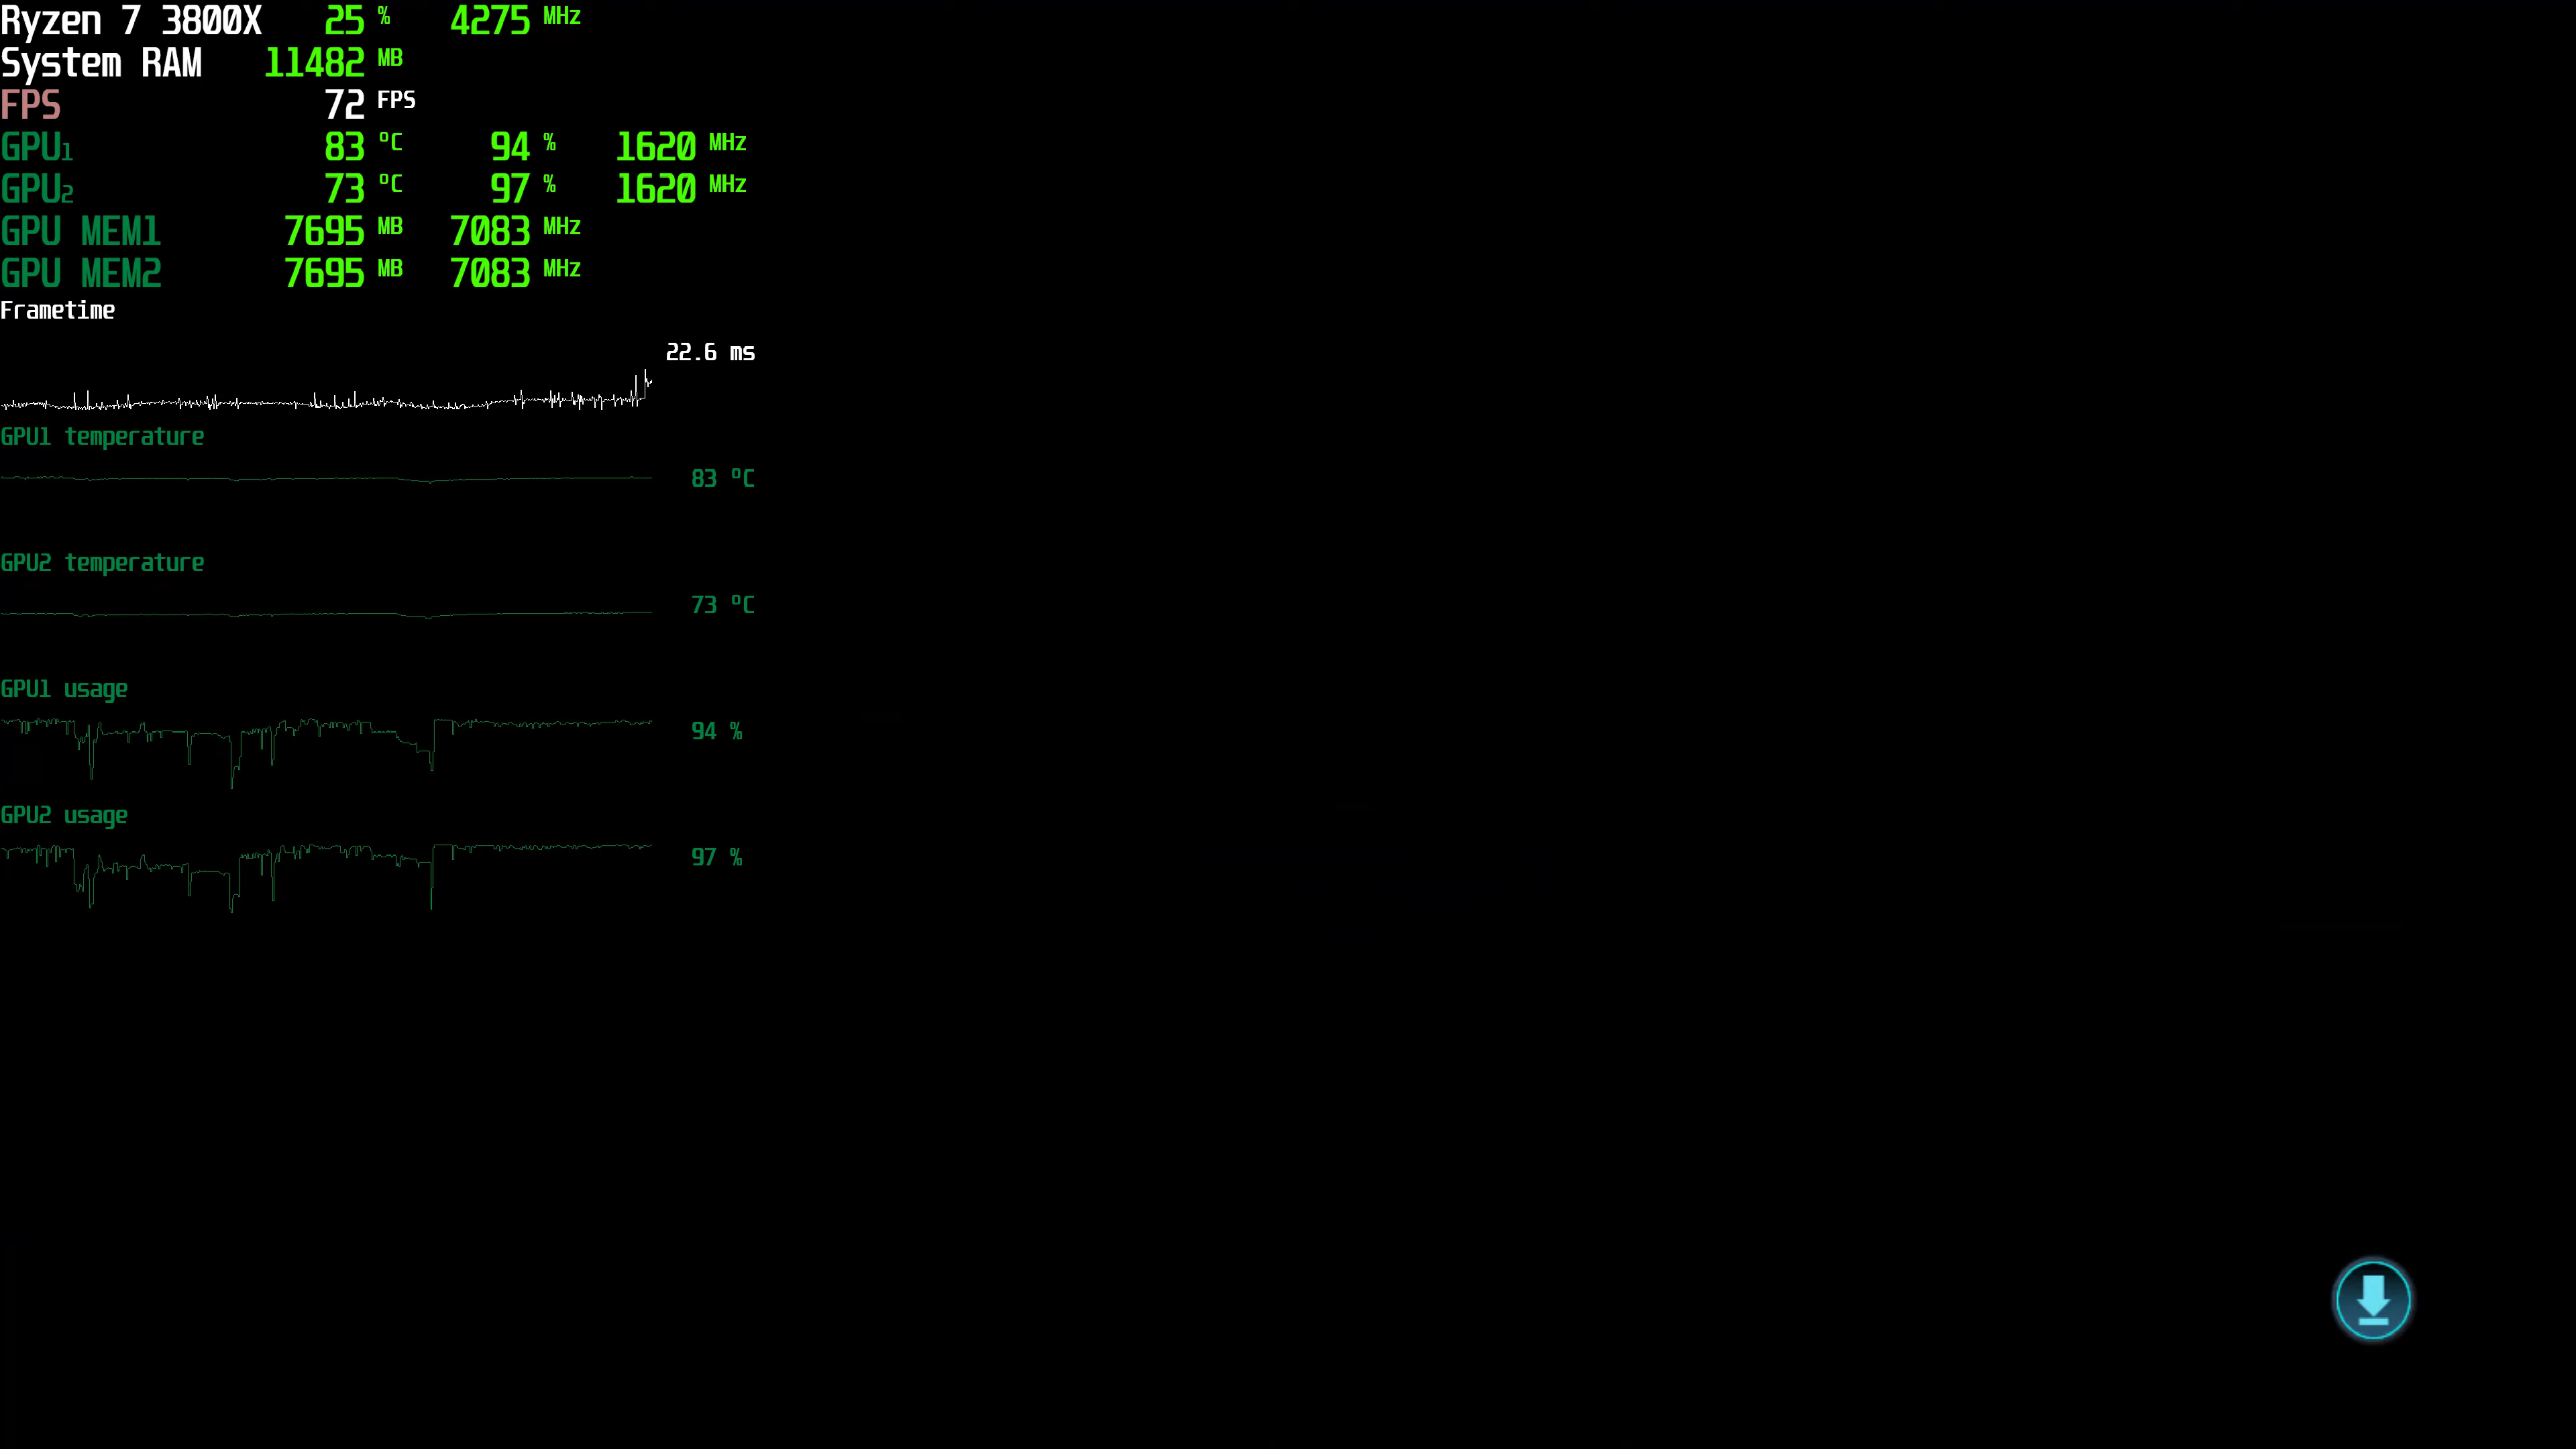 Ryzen 7 3800X 25 % 4275 MHz
System RAM 11482 MB
FPS 72 FPS
GPU1 83 °C 94 % 1620 MHz
GPU2 73 °C 97 % 1620 MHz
GPU MEM1 7695 MB 7083 MHz
GPU MEM2 7695 MB 7083 MHz
Frametime
22.6 ms
GPU1 temperature
83 °C
GPU2 temperature
73 °C
GPU1 usage
94 %
GPU2 usage
97 %